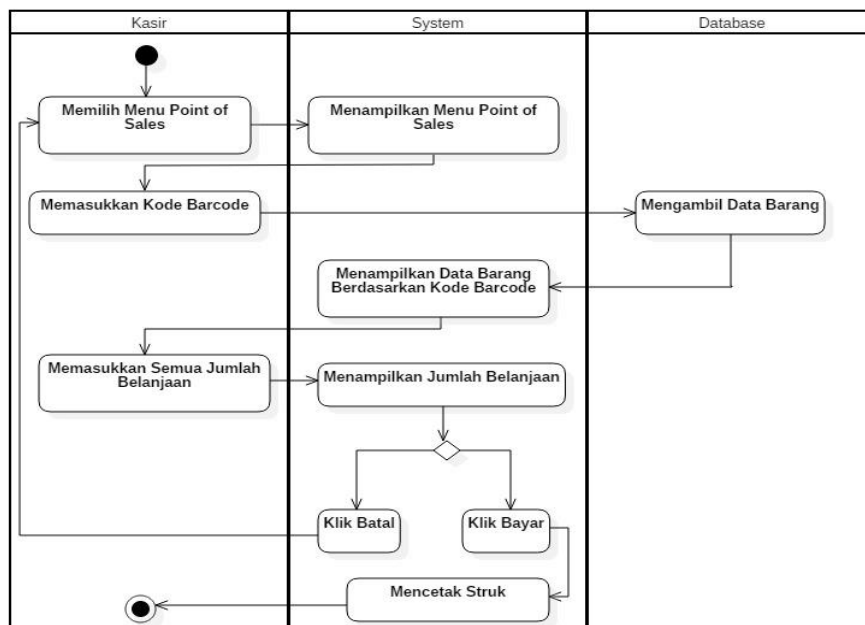 Kasir
System
Database
Memilih Menu Point of
Sales
Menampilkan Menu Point of
Sales
Memasukkan Kode Barcode
Mengambil Data Barang
Menampilkan Data Barang
Berdasarkan Kode Barcode
Memasukkan Semua Jumlah
Belanjaan
Menampilkan Jumlah Belanjaan
Klik Batal
Klik Bayar
Mencetak Struk